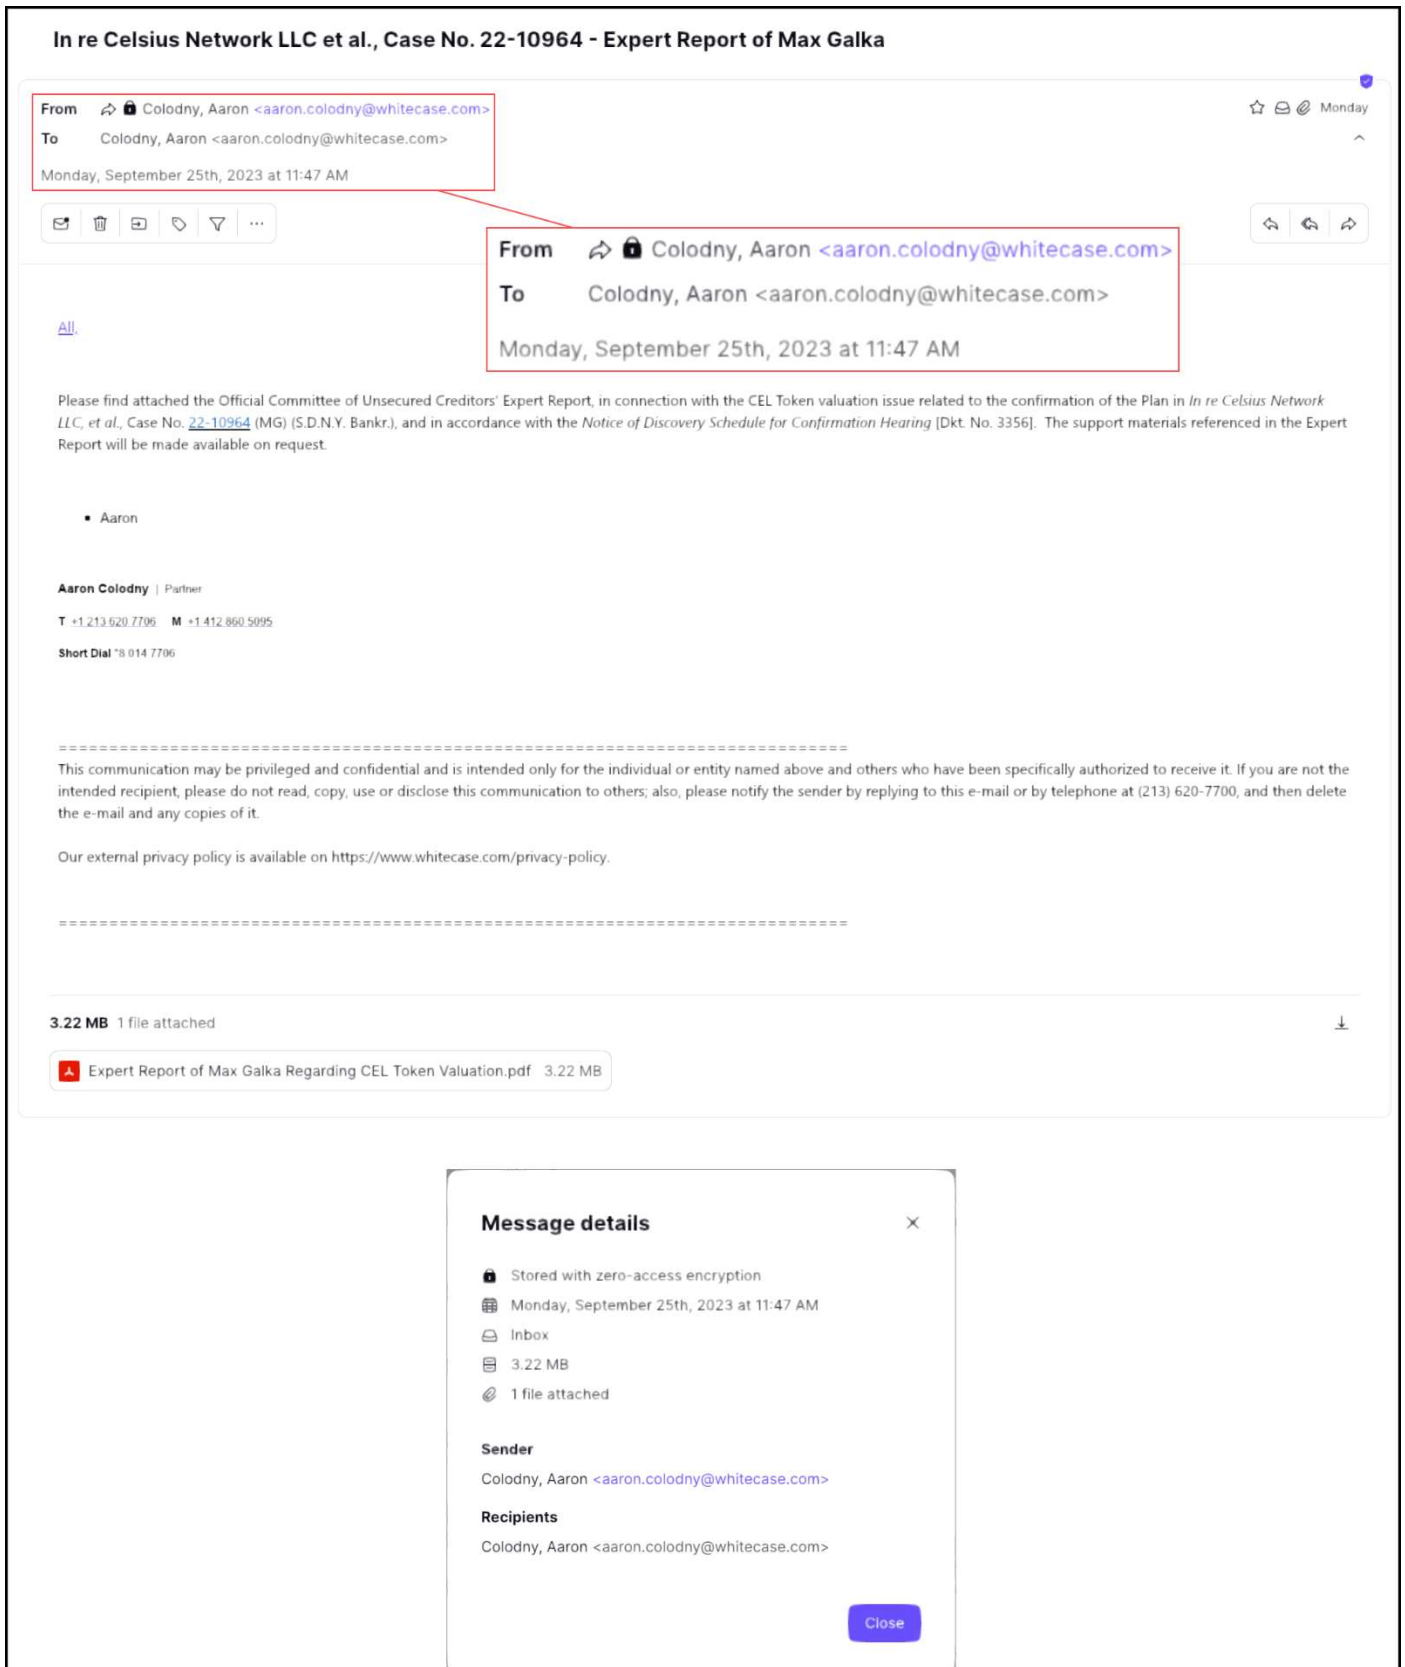 In re Celsius Network LLC et al., Case No. 22-10964 - Expert Report of Max Galka
From Colodny, Aaron <aaron.colodny@whitecase.com>
Monday
To Colodny, Aaron <aaron.colodny@whitecase.com>
Monday, September 25th, 2023 at 11:47 AM
From Colodny, Aaron <aaron.colodny@whitecase.com>
To Colodny, Aaron <aaron.colodny@whitecase.com>
Monday, September 25th, 2023 at 11:47 AM
All,
Please find attached the Official Committee of Unsecured Creditors' Expert Report, in connection with the CEL Token valuation issue related to the confirmation of the Plan in In re Celsius Network
LLC, et al., Case No. 22-10964 (MG) (S.D.N.Y. Bankr.), and in accordance with the Notice of Discovery Schedule for Confirmation Hearing [Dkt. No. 3356].  The support materials referenced in the Expert
Report will be made available on request.
▪ Aaron
Aaron Colodny | Partner
T +1 213 620 7706 M +1 412 860 5095
Short Dial *8 014 7706
==============================================================================
This communication may be privileged and confidential and is intended only for the individual or entity named above and others who have been specifically authorized to receive it. If you are not the
intended recipient, please do not read, copy, use or disclose this communication to others; also, please notify the sender by replying to this e-mail or by telephone at (213) 620-7700, and then delete
the e-mail and any copies of it.
Our external privacy policy is available on https://www.whitecase.com/privacy-policy.
==============================================================================
3.22 MB 1 file attached
Expert Report of Max Galka Regarding CEL Token Valuation.pdf 3.22 MB
Message details
Stored with zero-access encryption
Monday, September 25th, 2023 at 11:47 AM
Inbox
3.22 MB
1 file attached
Sender
Colodny, Aaron <aaron.colodny@whitecase.com>
Recipients
Colodny, Aaron <aaron.colodny@whitecase.com>
Close